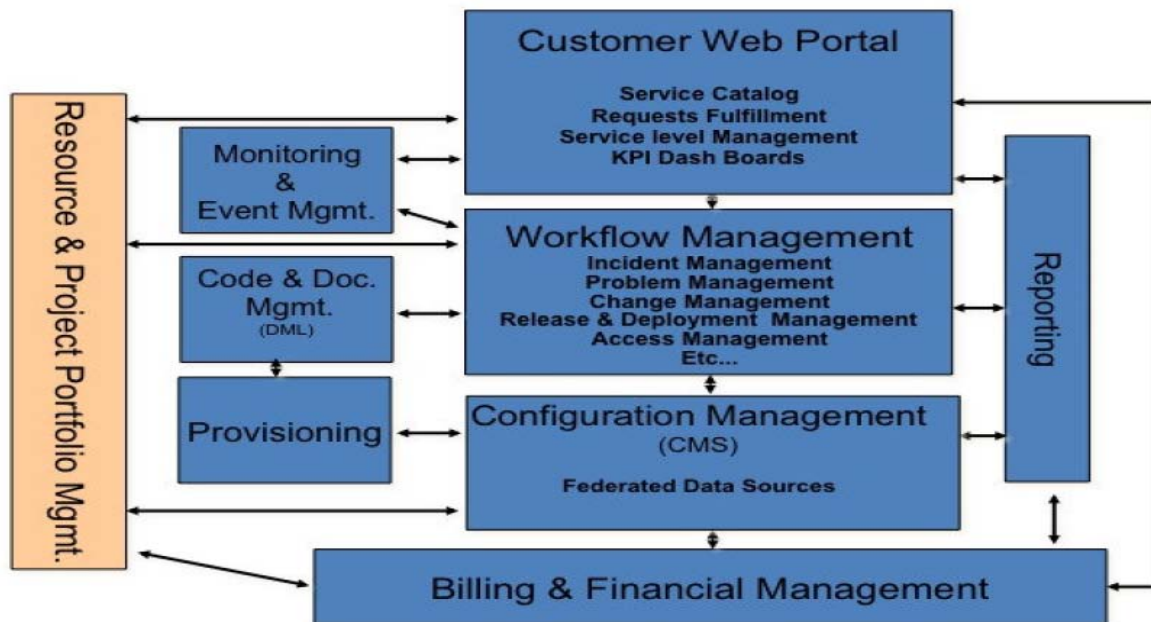 Customer Web Portal
Service Catalog
Requests Fulfillment
Service level Management
KPI Dash Boards
Resource & Project Portfolio Mgmt.
Monitoring
&
Event Mgmt.
Workflow Management
Incident Management
Problem Management
Change Management
Release & Deployment Management
Access Management
Etc...
Reporting
Code & Doc.
Mgmt.
(DML)
Provisioning
Configuration Management
(CMS)
Federated Data Sources
Billing & Financial Management